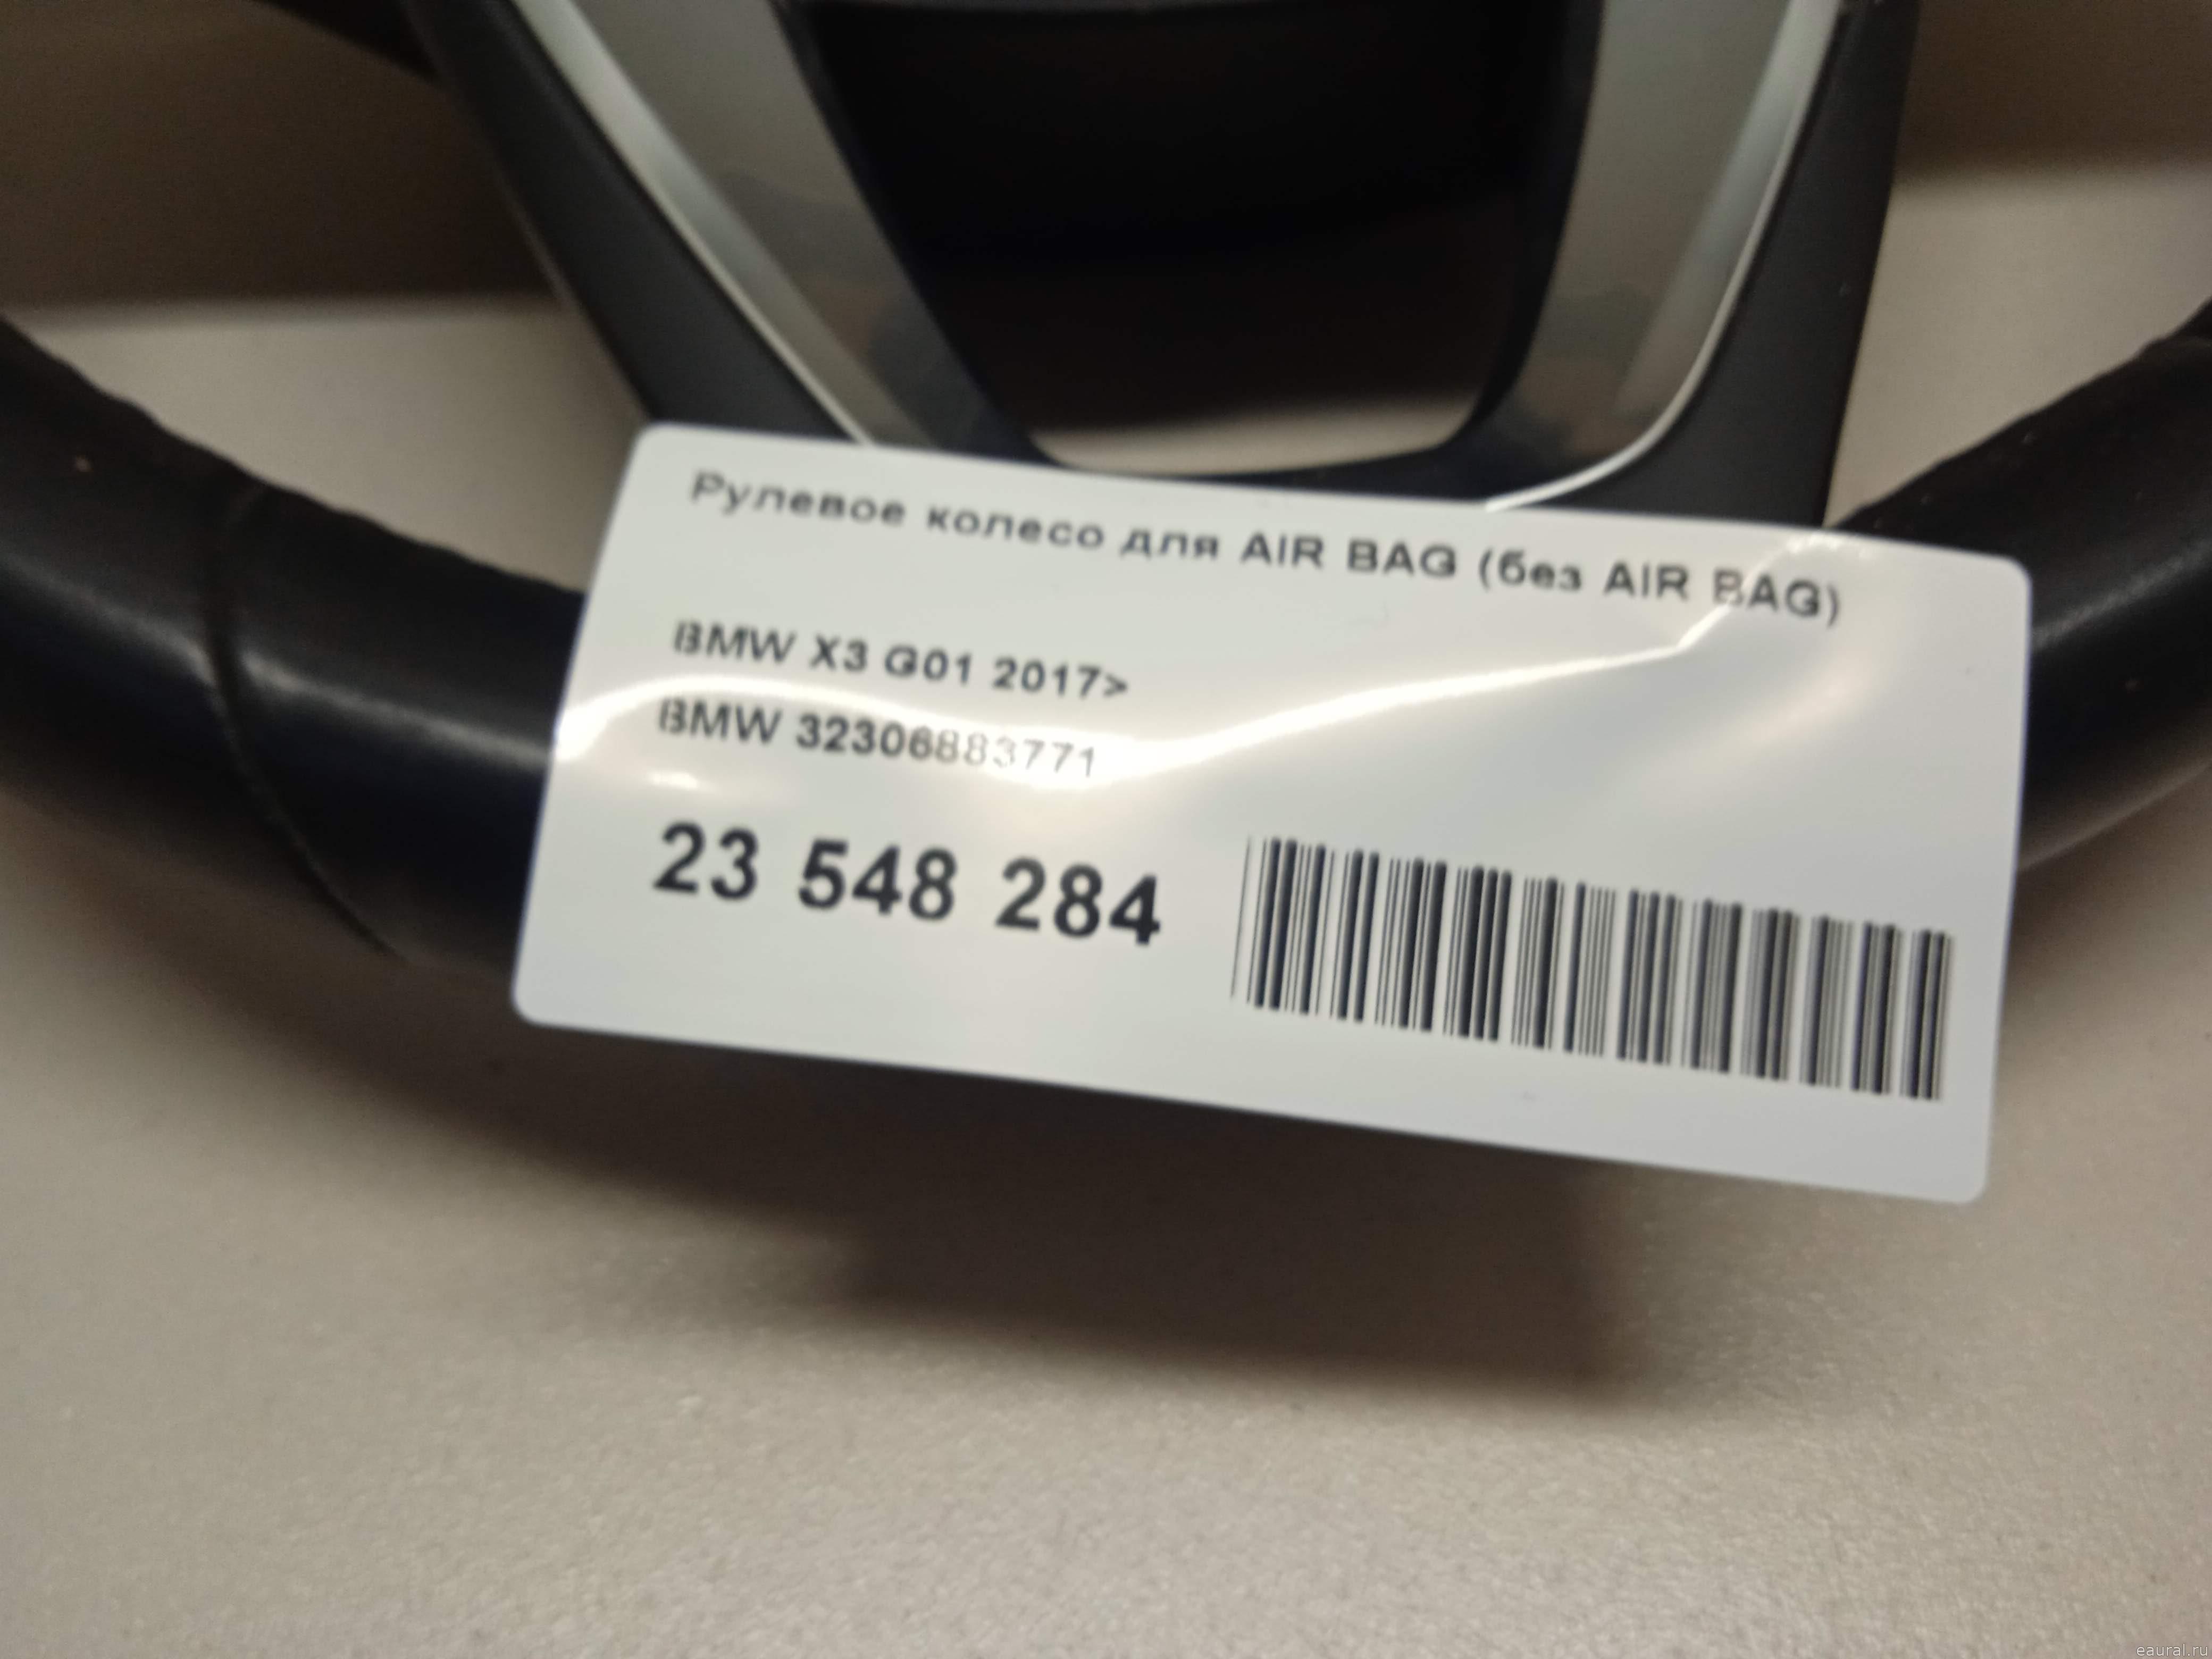 Рулевое колесо для AIR BAG (без AIR BAG)
BMW X3 G01 2017>
BMW 32306883771
23 548 284
eaural.ru